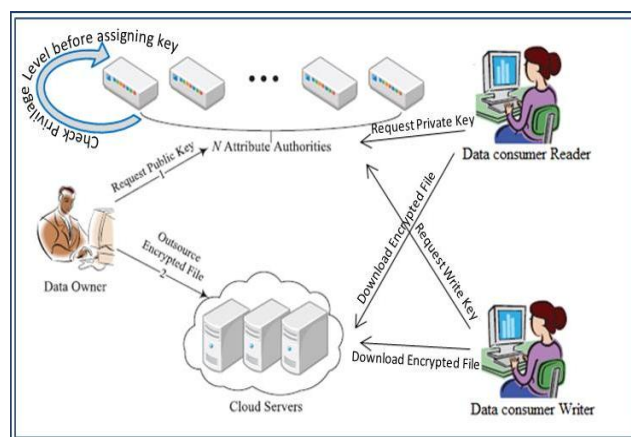 Check Privilage Level before assigning key
N Attribute Authorities
Request Private Key
Data consumer Reader
Request Public Key
1
Download Encrypted File
Request Write Key
Data Owner
Outsource
Encrypted File
2
Download Encrypted File
Cloud Servers
Data consumer Writer